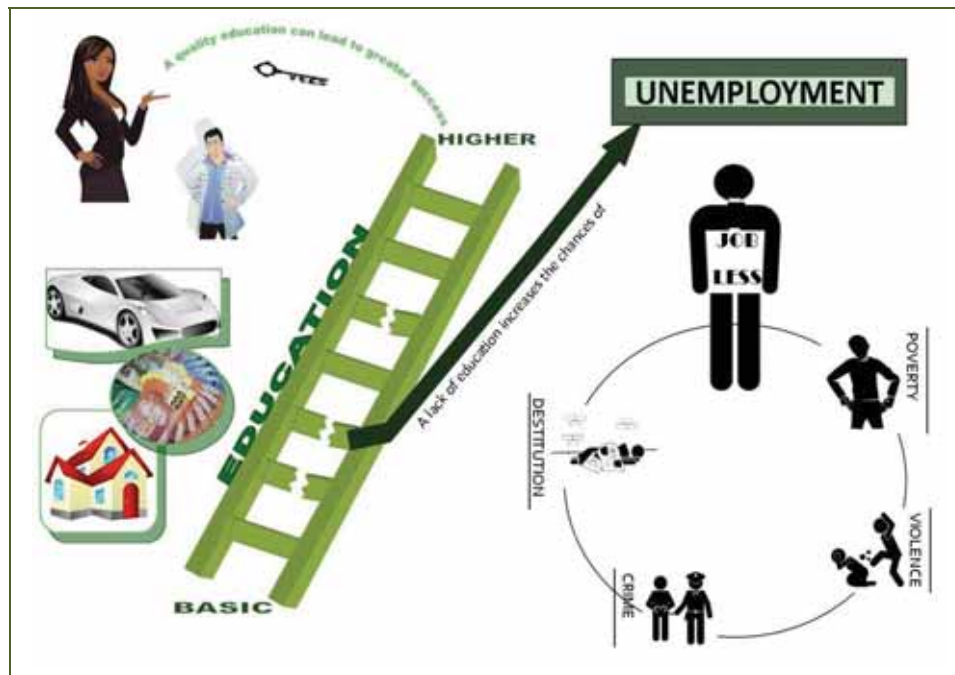 A quality education can lead to greater success
HIGHER
EDUCATION
BASIC
A lack of education increases the chances of
UNEMPLOYMENT
JOB
LESS
POVERTY
VIOLENCE
CRIME
DESTITUTION
200